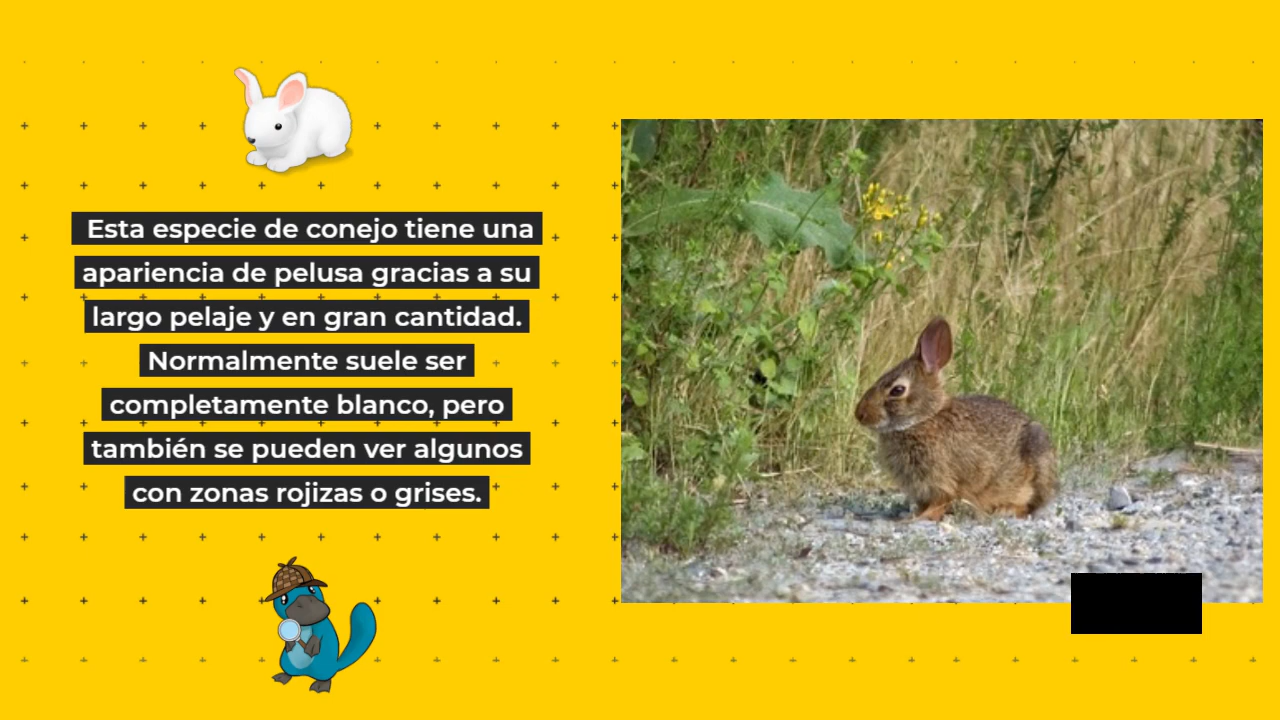 Esta especie de conejo tiene una
apariencia de pelusa gracias a su
largo pelaje y en gran cantidad.
Normalmente suele ser
completamente blanco, pero
también se pueden ver algunos
con zonas rojizas o grises.